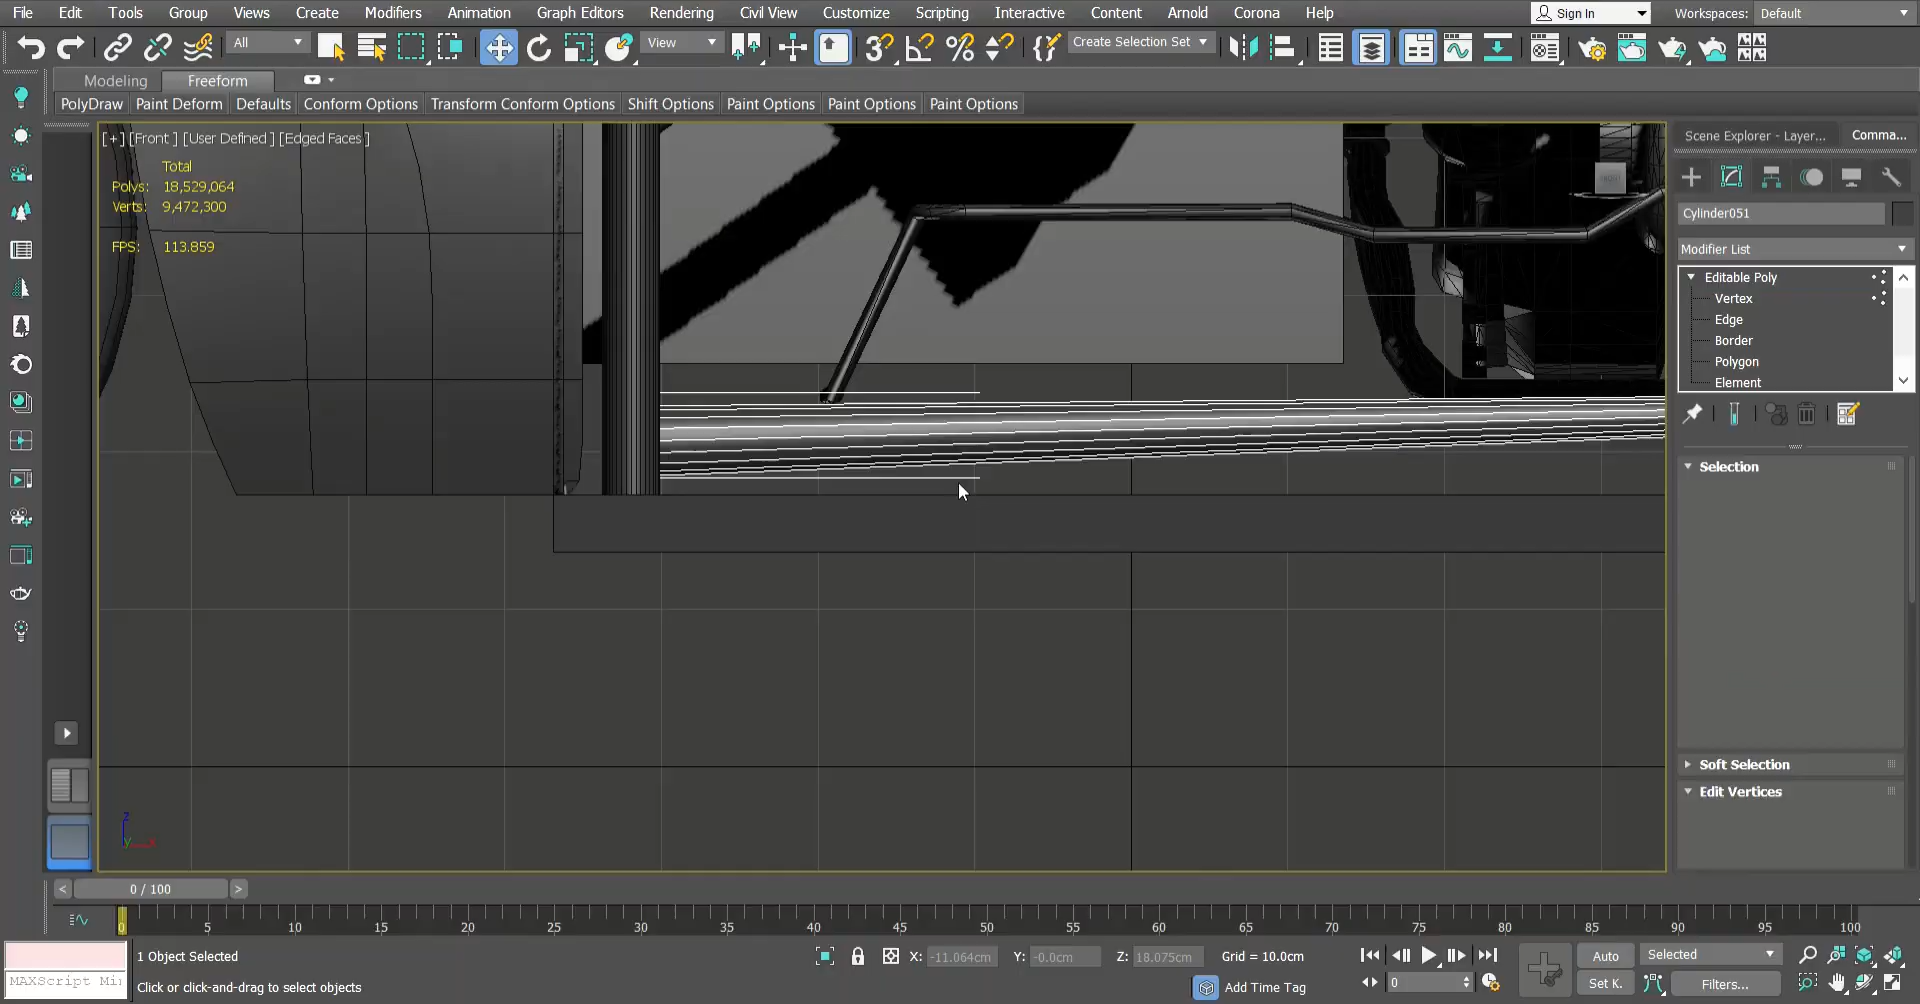 File Edit Tools Group Views Create Modifiers Animation Graph Editors Rendering Civil View Customize Scripting Interactive Content Arnold Corona Help Sign In Workspaces: Default
All View Create Selection Set
Modeling Freeform
PolyDraw Paint Deform Defaults Conform Options Transform Conform Options Shift Options Paint Options Paint Options Paint Options
[+] [Front ] [User Defined ] [Edged Faces ]
Total
Polys: 18,529,064
Verts: 9,472,300
FPS: 113.859
Scene Explorer - Layer... Comma...
FRONT
Cylinder051
Modifier List
Editable Poly
Vertex
Edge
Border
Polygon
Element
Selection
Soft Selection
Edit Vertices
z
y x
< 0 / 100 >
0 5 10 15 20 25 30 35 40 45 50 55 60 65 70 75 80 85 90 95 100
1 Object Selected X: -11.064cm Y: -0.0cm Z: 18.075cm Grid = 10.0cm Auto Selected
MAXScript Mi Click or click-and-drag to select objects Add Time Tag 0 Set K. Filters...